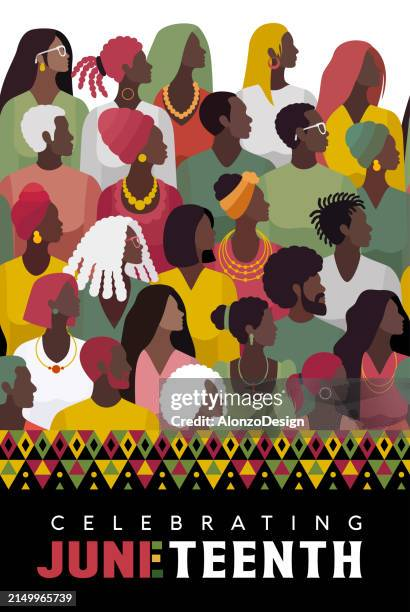 gettyimages
Credit: AlonzoDesign
CELEBRATING
JUNETEENTH
2149965739